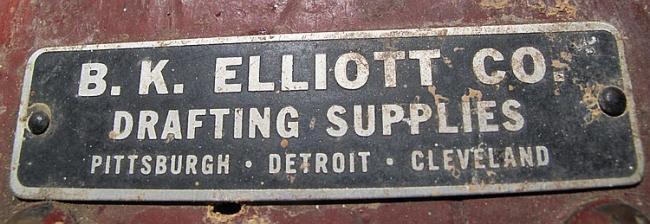 B. K. ELLIOTT CO.
DRAFTING SUPPLIES
PITTSBURGH · DETROIT · CLEVELAND